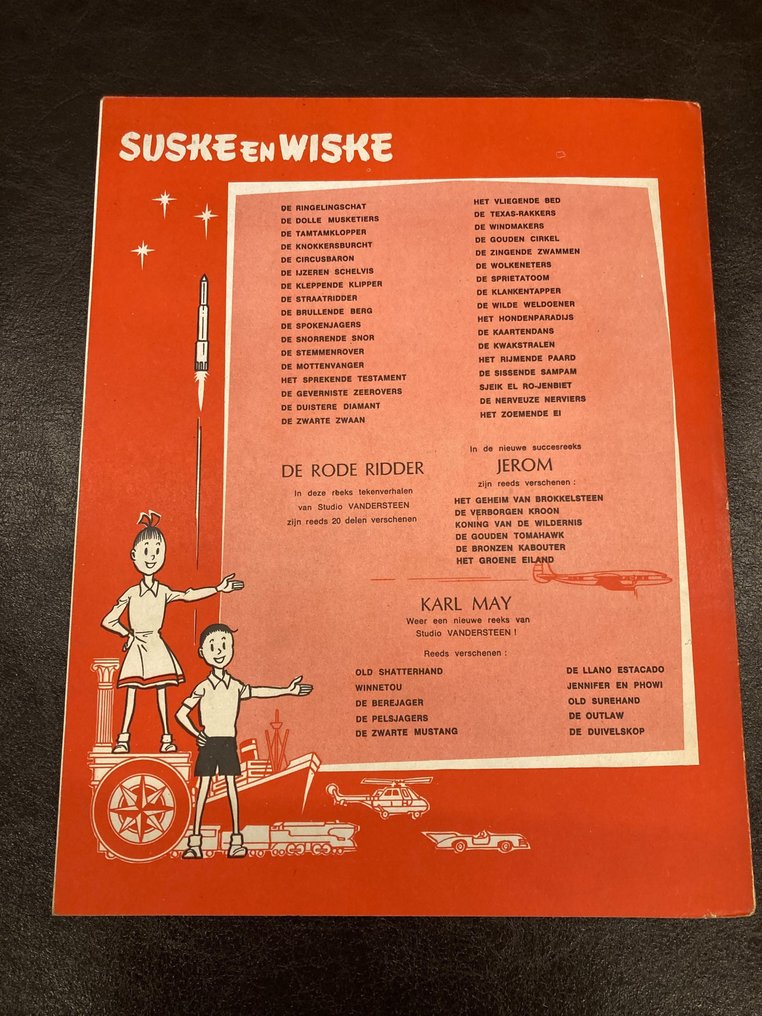 SUSKE EN WISKE
DE RINGELINGSCHAT
DE DOLLE MUSKETIERS
DE TAMTAMKLOPPER
DE KNOKKERSBURCHT
DE CIRCUSBARON
DE IJZEREN SCHELVIS
DE KLEPPENDE KLIPPER
DE STRAATRIDDER
DE BRULLENDE BERG
DE SPOKENJAGERS
DE SNORRENDE SNOR
DE STEMMENROVER
DE MOTTENVANGER
HET SPREKENDE TESTAMENT
DE GEVERNISTE ZEEROVERS
DE DUISTERE DIAMANT
DE ZWARTE ZWAAN
HET VLIEGENDE BED
DE TEXAS-RAKKERS
DE WINDMAKERS
DE GOUDEN CIRKEL
DE ZINGENDE ZWAMMEN
DE WOLKENETERS
DE SPRIETATOOM
DE KLANKENTAPPER
DE WILDE WELDOENER
HET HONDENPARADIJS
DE KAARTENDANS
DE KWAKSTRALEN
HET RIJMENDE PAARD
DE SISSENDE SAMPAM
SJEIK EL RO-JENBIET
DE NERVEUZE NERVIERS
HET ZOEMENDE EI
DE RODE RIDDER
In deze reeks tekenverhalen
van Studio VANDERSTEEN
zijn reeds 20 delen verschenen
In de nieuwe succesreeks
JEROM
zijn reeds verschenen :
HET GEHEIM VAN BROKKELSTEEN
DE VERBORGEN KROON
KONING VAN DE WILDERNIS
DE GOUDEN TOMAHAWK
DE BRONZEN KABOUTER
HET GROENE EILAND
KARL MAY
Weer een nieuwe reeks van
Studio VANDERSTEEN !
Reeds verschenen :
OLD SHATTERHAND
WINNETOU
DE BEREJAGER
DE PELSJAGERS
DE ZWARTE MUSTANG
DE LLANO ESTACADO
JENNIFER EN PHOWI
OLD SUREHAND
DE OUTLAW
DE DUIVELSKOP